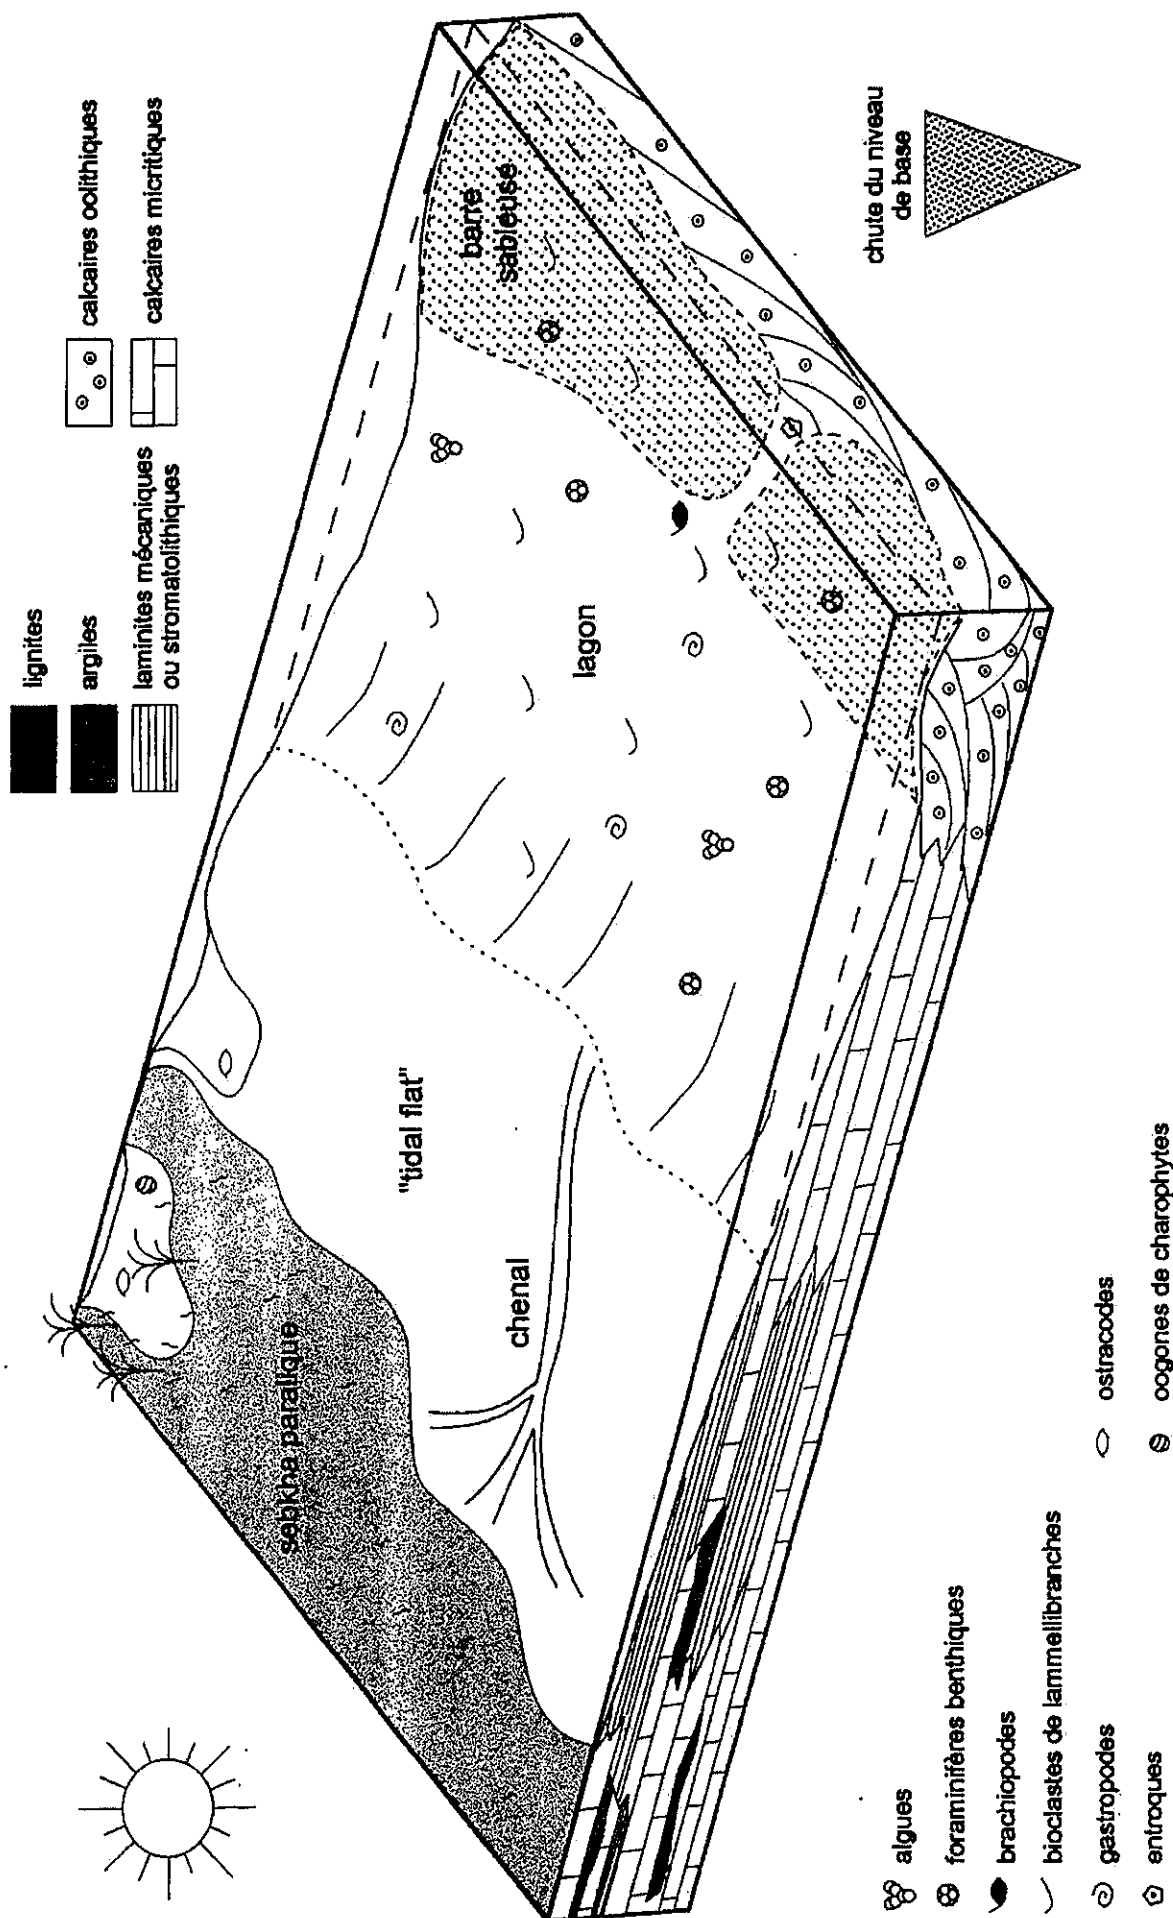 lignites
argiles
laminites mécaniques
ou stromatolithiques
calcaires oolithiques
calcaires micritiques
sebkha paralique
"tidal flat"
chenal
lagon
barre
sableuse
chute du niveau
de base
algues
foraminifères benthiques
brachiopodes
bioclastes de lammellibranches
gastropodes
entroques
ostracodes
oogones de charophytes